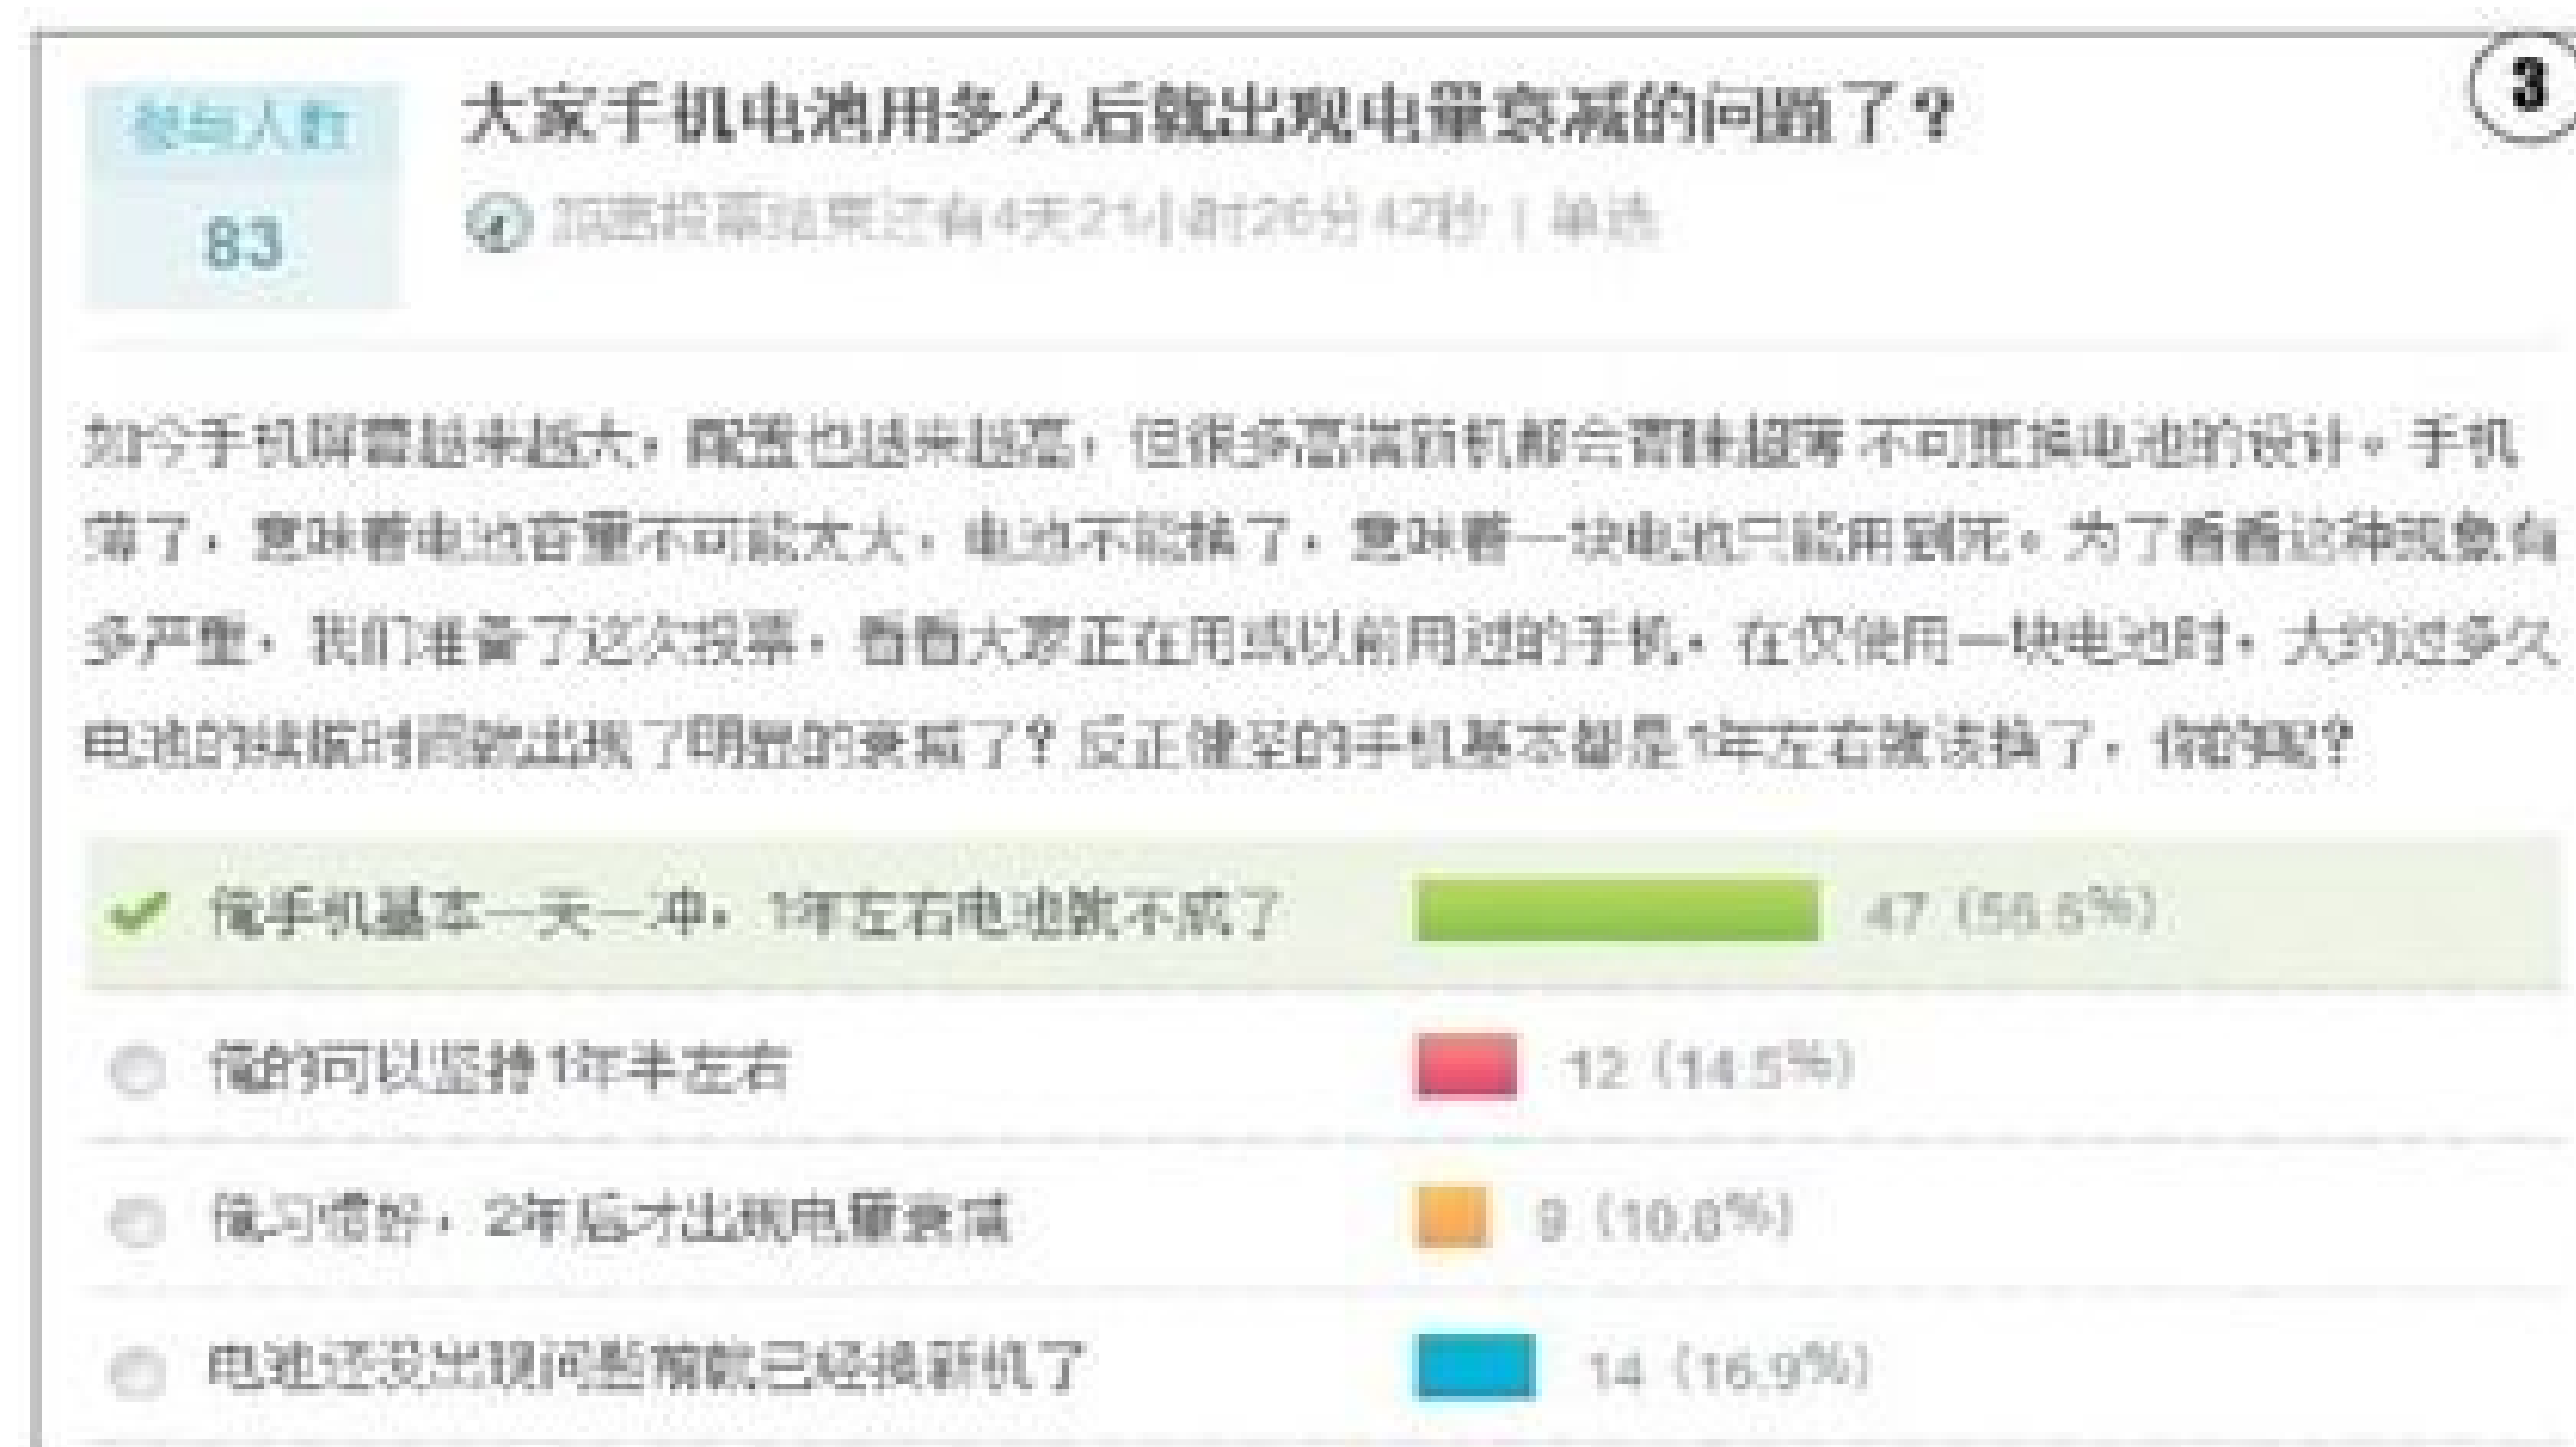 3
参与人数
大家手机电池用多久后就出现电量衰减的问题了？
83
距离投票结束还有4天21小时26分42秒 | 单选
如今手机屏幕越来越大，配置也越来越高，但很多高端新机都会青睐超薄 不可更换电池的设计。手机
薄了，意味着电池容量不可能太大，电池不能换了，意味着一块电池只能用到死。为了看看这种现象有
多严重，我们准备了这次投票，看看大家正在用或以前用过的手机，在仅使用一块电池时，大约过多久
电池的续航时间就出现了明显的衰减了？反正健至的手机基本都是1年左右就该换了，你的呢？
俺手机基本一天一冲，1年左右电池就不成了 47 (56.6%)
俺的可以坚持1年半左右 12 (14.5%)
俺习惯好，2年后才出现电量衰减 9 (10.8%)
电池还没出现问题前就已经换新机了 14 (16.9%)